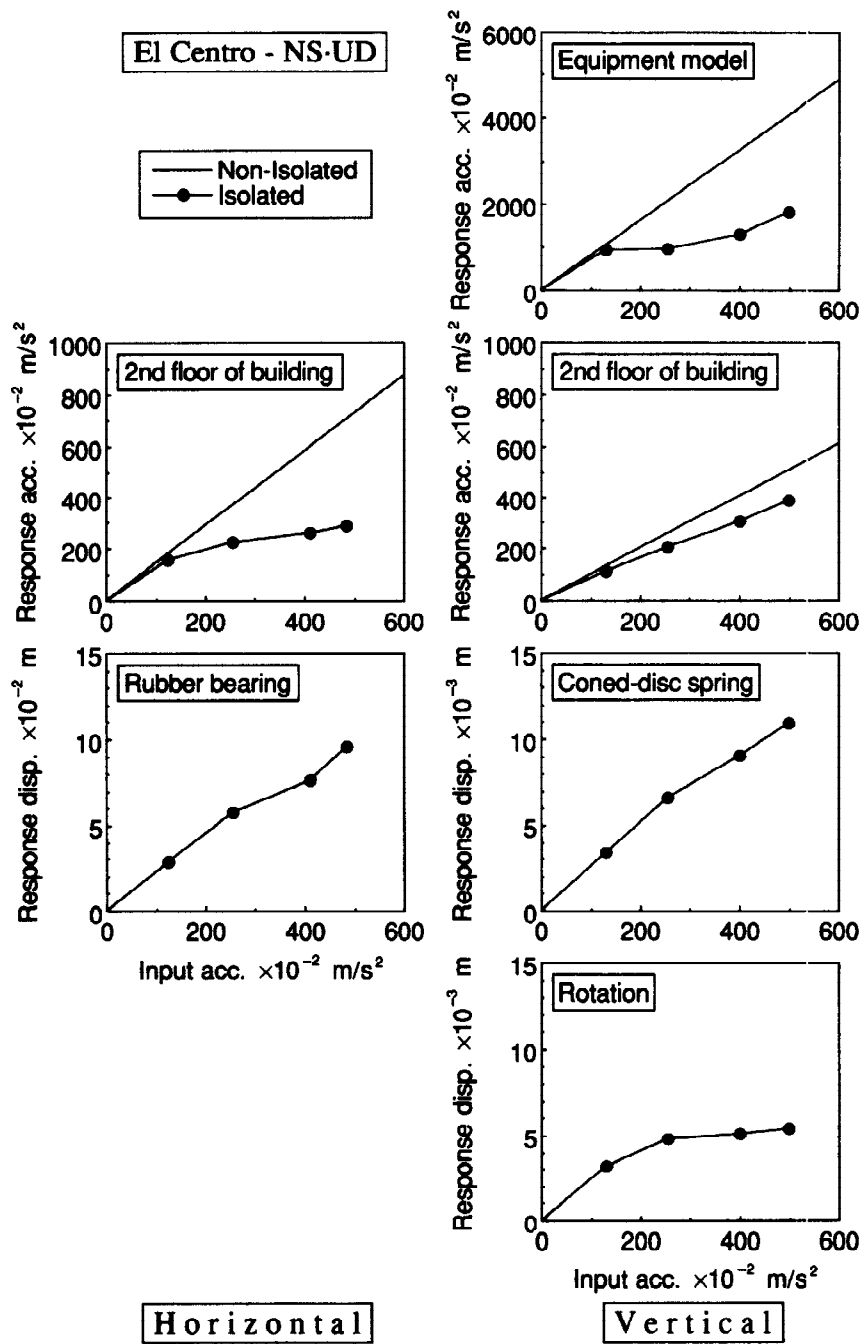 El Centro - NS·UD
Non-Isolated
Isolated
Equipment model
Response acc. ×10⁻² m/s²
6000
4000
2000
0
0 200 400 600
2nd floor of building
Response acc. ×10⁻² m/s²
1000
800
600
400
200
0
0 200 400 600
2nd floor of building
Response acc. ×10⁻² m/s²
1000
800
600
400
200
0
0 200 400 600
Rubber bearing
Response disp. ×10⁻² m
15
10
5
0
0 200 400 600
Input acc. ×10⁻² m/s²
Coned-disc spring
Response disp. ×10⁻³ m
15
10
5
0
0 200 400 600
Rotation
Response disp. ×10⁻³ m
15
10
5
0
0 200 400 600
Input acc. ×10⁻² m/s²
Horizontal
Vertical